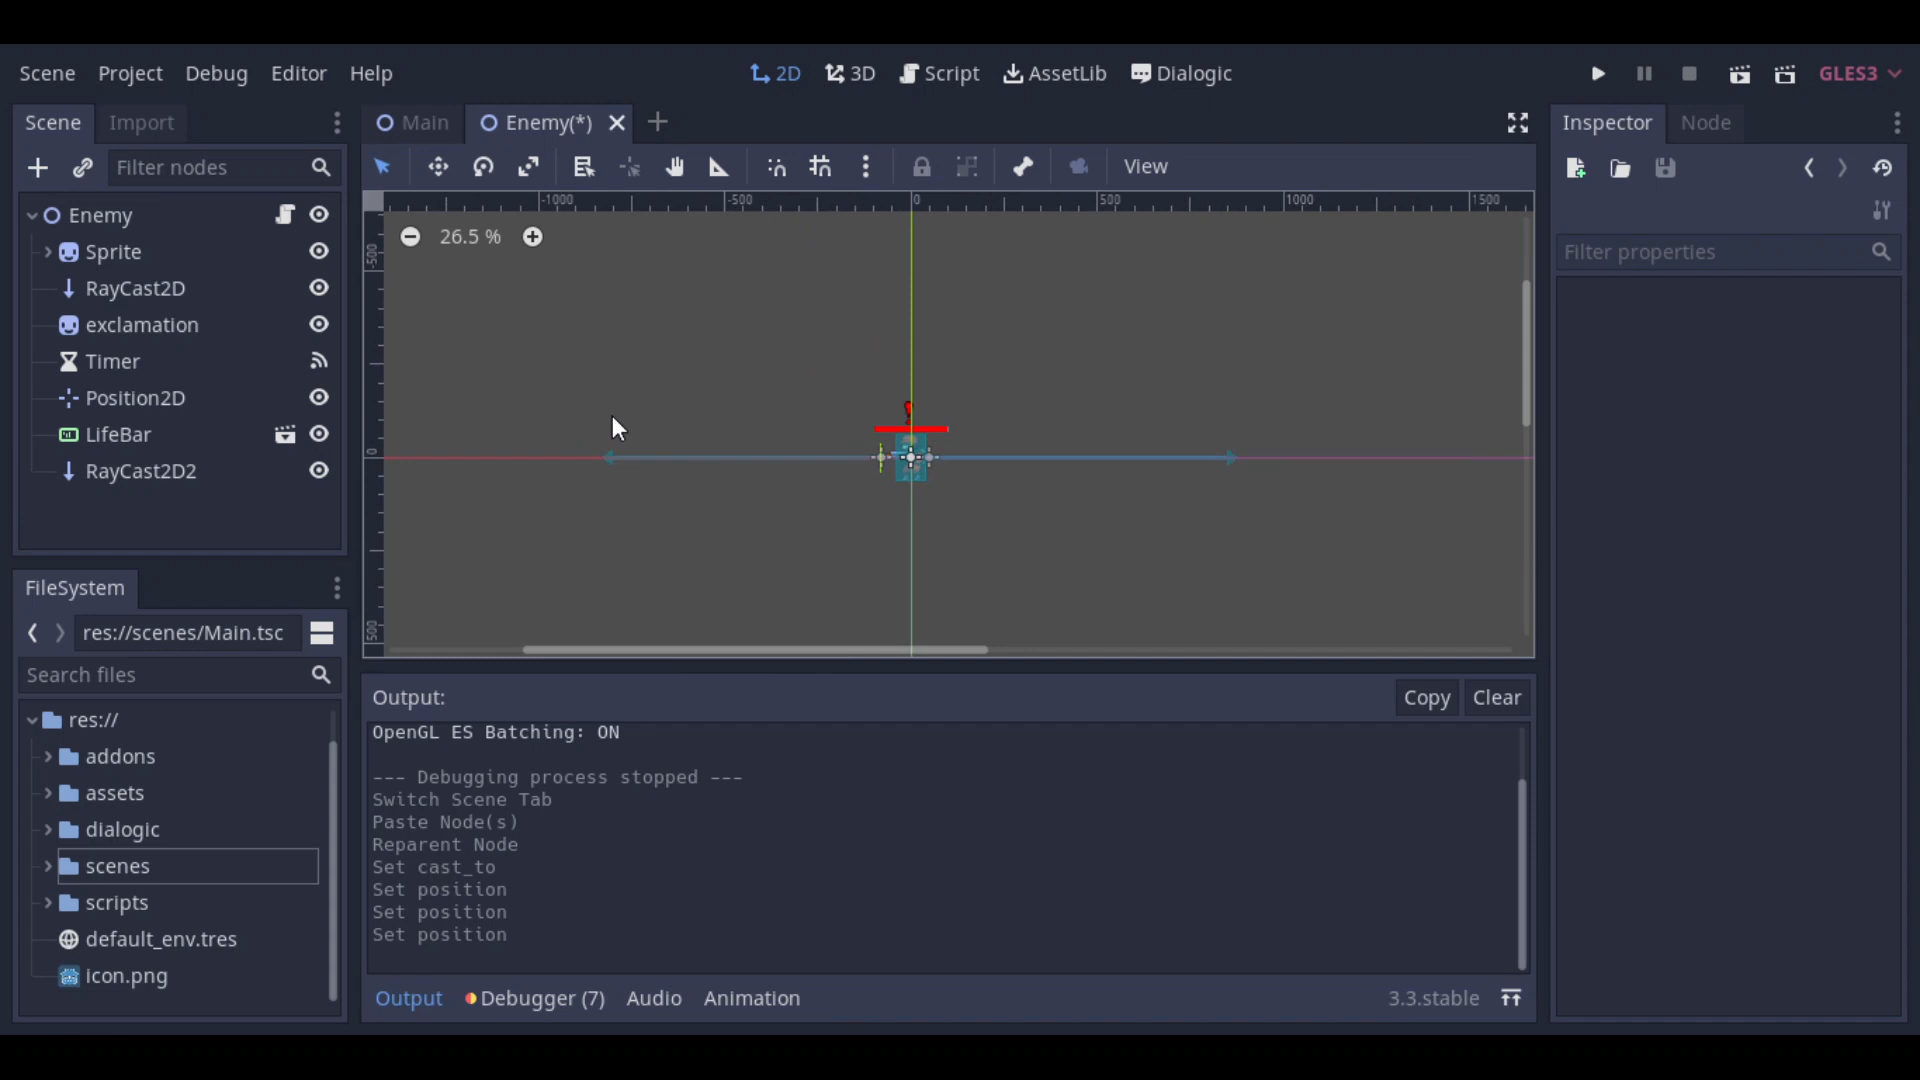 Scene Project Debug Editor Help 2D 3D Script AssetLib Dialogic GLES3
Scene Import
Filter nodes
Enemy
Sprite
RayCast2D
exclamation
Timer
Position2D
LifeBar
RayCast2D2
FileSystem
res://scenes/Main.tsc
Search files
res://
addons
assets
dialogic
scenes
scripts
default_env.tres
icon.png
Main Enemy(*)
View
-1000 -500 0 500 1000 1500
-500
0
500
26.5 %
Output:
Copy Clear
OpenGL ES Batching: ON
--- Debugging process stopped ---
Switch Scene Tab
Paste Node(s)
Reparent Node
Set cast_to
Set position
Set position
Set position
Output Debugger (7) Audio Animation 3.3.stable
Inspector Node
Filter properties